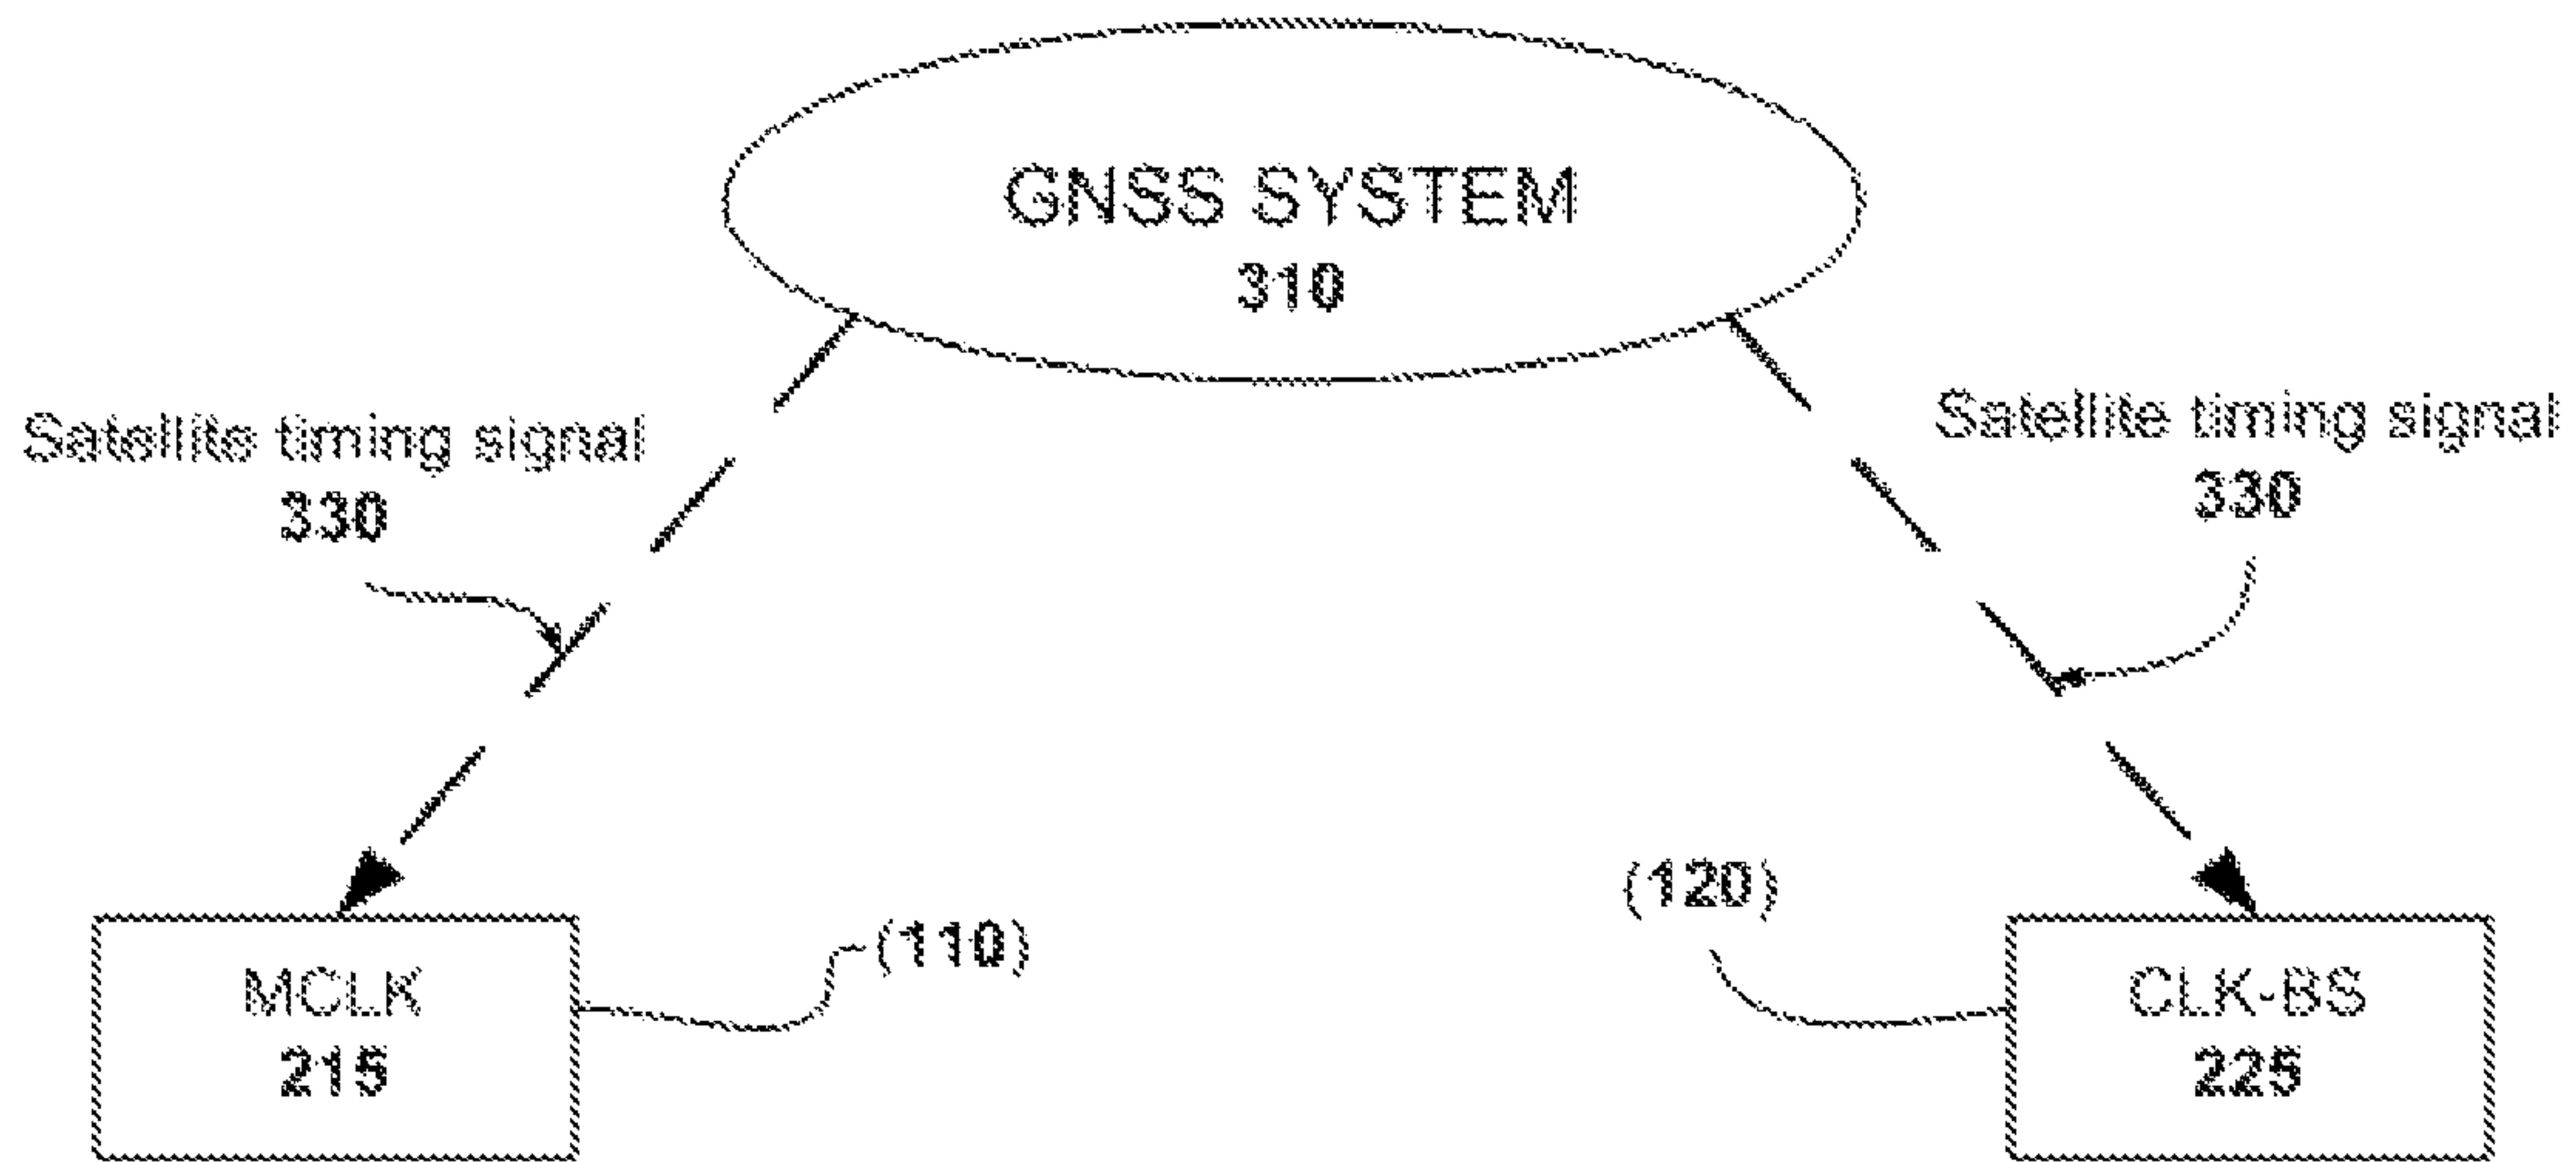 GNSS SYSTEM
310
Satellite timing signal
330
Satellite timing signal
330
(120)
(110)
MCLK
215
CLK-BS
225